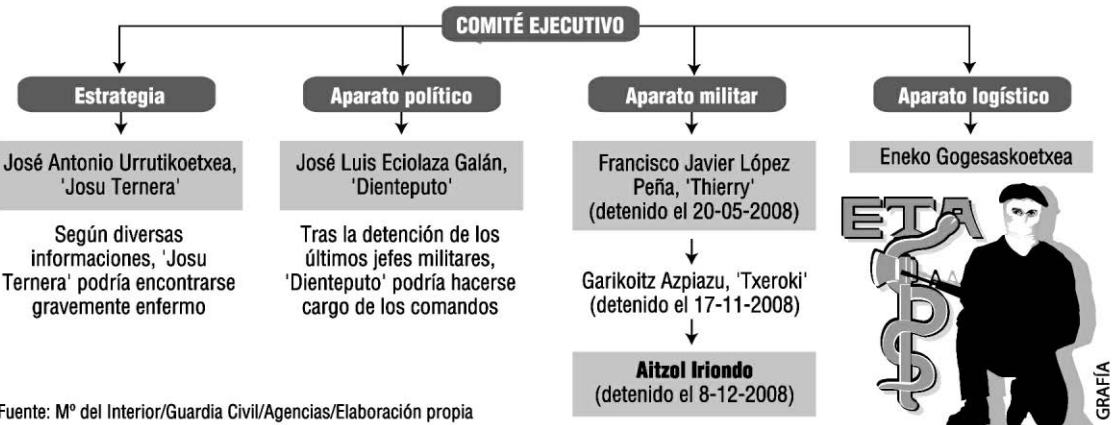 COMITÉ EJECUTIVO
Estrategia
José Antonio Urrutikoetxea,
'Josu Ternera'
Según diversas
informaciones, 'Josu
Ternera' podría encontrarse
gravemente enfermo
Aparato político
José Luis Eciolaza Galán,
'Dienteputo'
Tras la detención de los
últimos jefes militares,
'Dienteputo' podría hacerse
cargo de los comandos
Aparato militar
Francisco Javier López
Peña, 'Thierry'
(detenido el 20-05-2008)
Garikoitz Azpiazu, 'Txeroki'
(detenido el 17-11-2008)
Aitzol Iriondo
(detenido el 8-12-2008)
Aparato logístico
Eneko Gogesaskoetxea
ETA
Fuente: Mº del Interior/Guardia Civil/Agencias/Elaboración propia
GRAFÍA